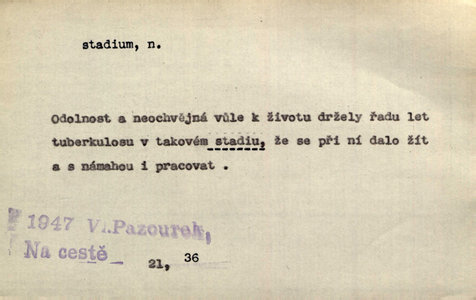 stadium, n.
Odolnost a neochvějná vůle k životu držely řadu let
tuberkulosu v takovém stadiu, že se při ní dalo žít
a s námahou i pracovat .
1947 Vl.Pazourek,
Na cestě
21, 36